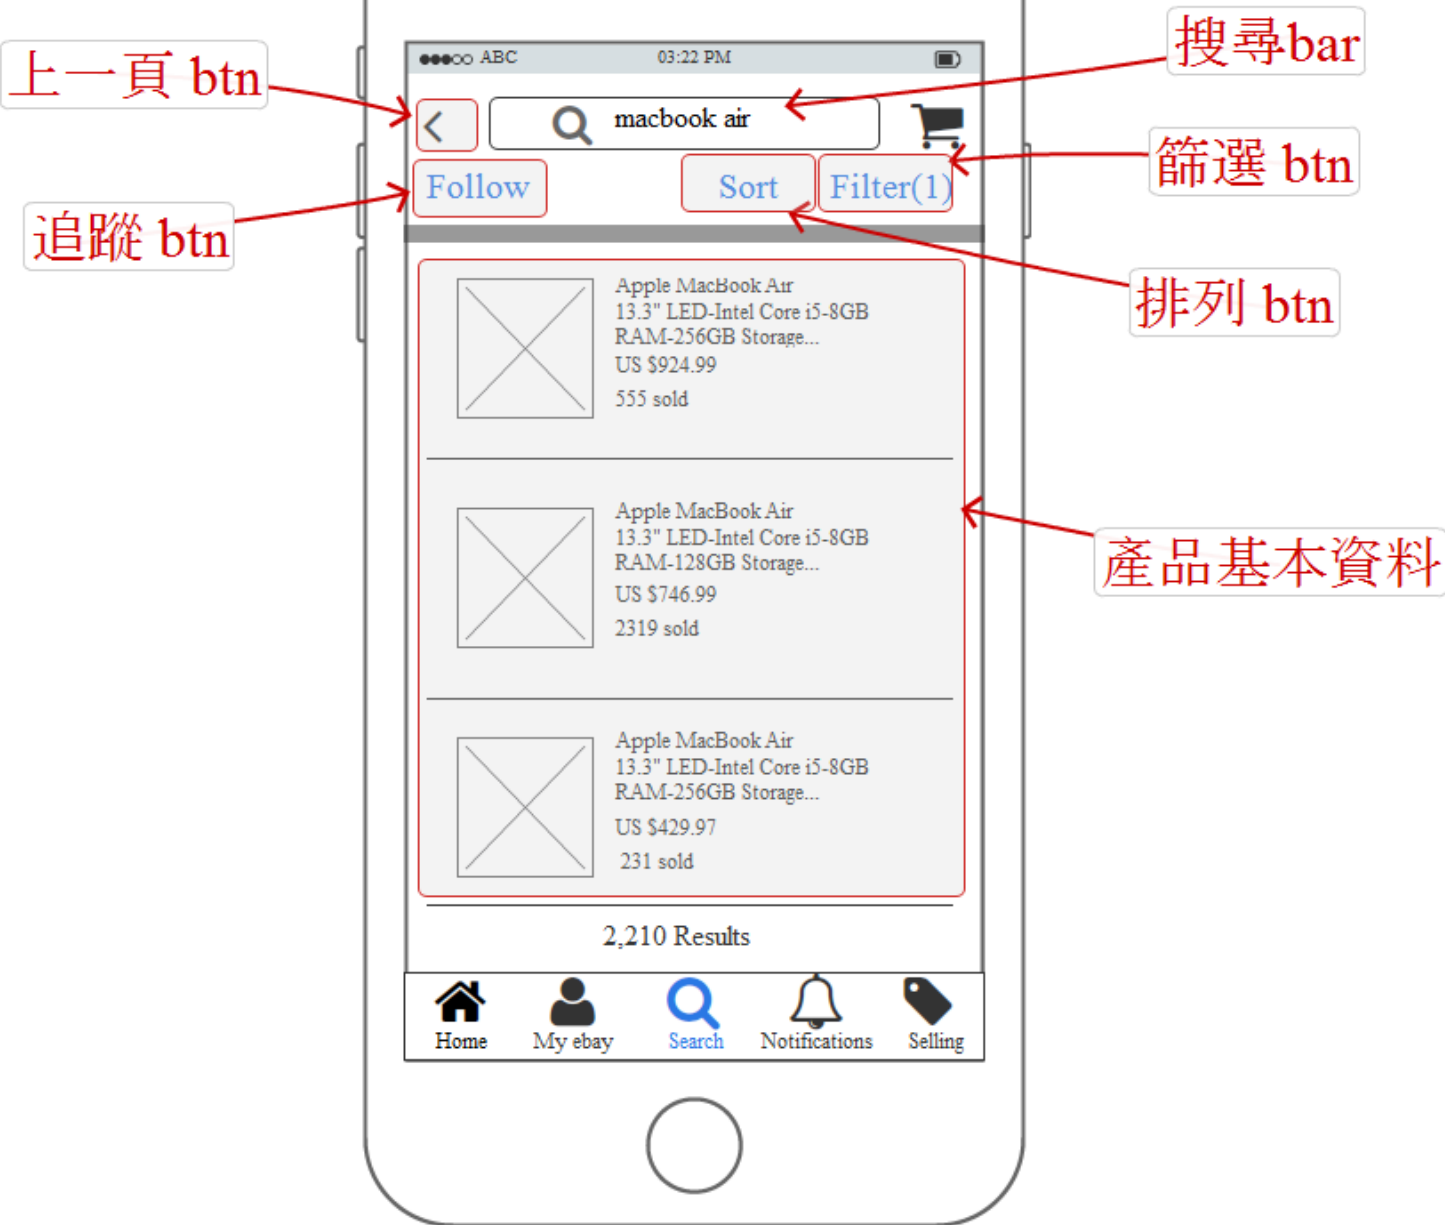 搜尋bar
上一頁 btn
ABC 03:22 PM
macbook air
篩選 btn
Follow Sort Filter(1)
追蹤 btn
排列 btn
Apple MacBook Air
13.3" LED-Intel Core i5-8GB
RAM-256GB Storage...
US $924.99
555 sold
Apple MacBook Air
13.3" LED-Intel Core i5-8GB
RAM-128GB Storage...
US $746.99
2319 sold
產品基本資料
Apple MacBook Air
13.3" LED-Intel Core i5-8GB
RAM-256GB Storage...
US $429.97
231 sold
2,210 Results
Home My ebay Search Notifications Selling